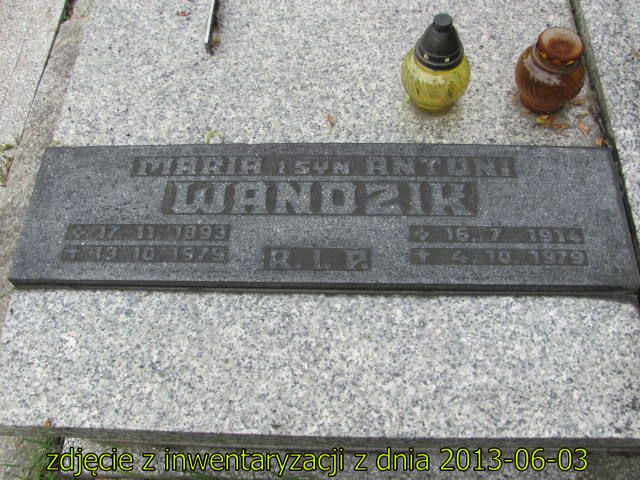 MARIA i SYN ANTONI
WANDZIK
* 17. 11. 1893
+ 13. 10. 1979
R. I. P.
* 16. 7. 1914
+ 4. 10. 1979
zdjęcie z inwentaryzacji z dnia 2013-06-03